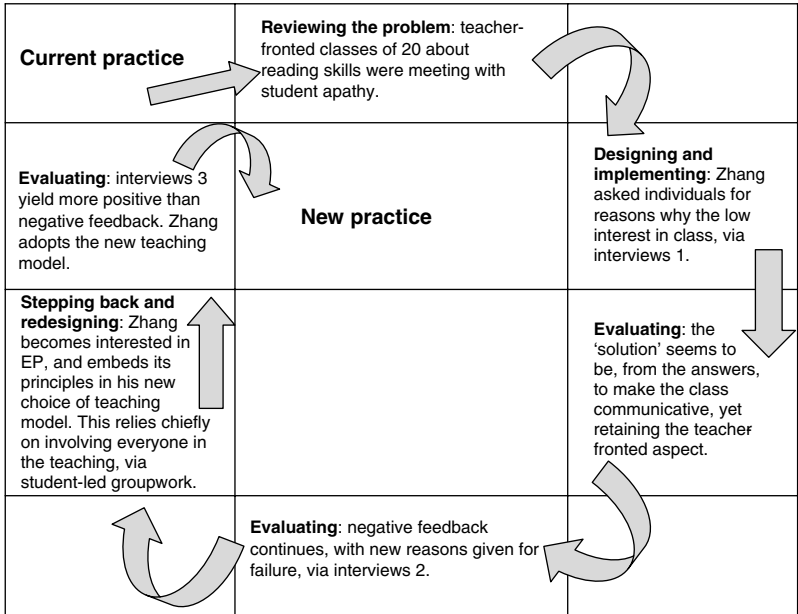 Current practice
Reviewing the problem: teacher-
fronted classes of 20 about
reading skills were meeting with
student apathy.
Designing and
implementing: Zhang
asked individuals for
reasons why the low
interest in class, via
interviews 1.
Evaluating: the
‘solution’ seems to
be, from the answers,
to make the class
communicative, yet
retaining the teacher-
fronted aspect.
Evaluating: negative feedback
continues, with new reasons given for
failure, via interviews 2.
Stepping back and
redesigning: Zhang
becomes interested in
EP, and embeds its
principles in his new
choice of teaching
model. This relies chiefly
on involving everyone in
the teaching, via
student-led groupwork.
Evaluating: interviews 3
yield more positive than
negative feedback. Zhang
adopts the new teaching
model.
New practice